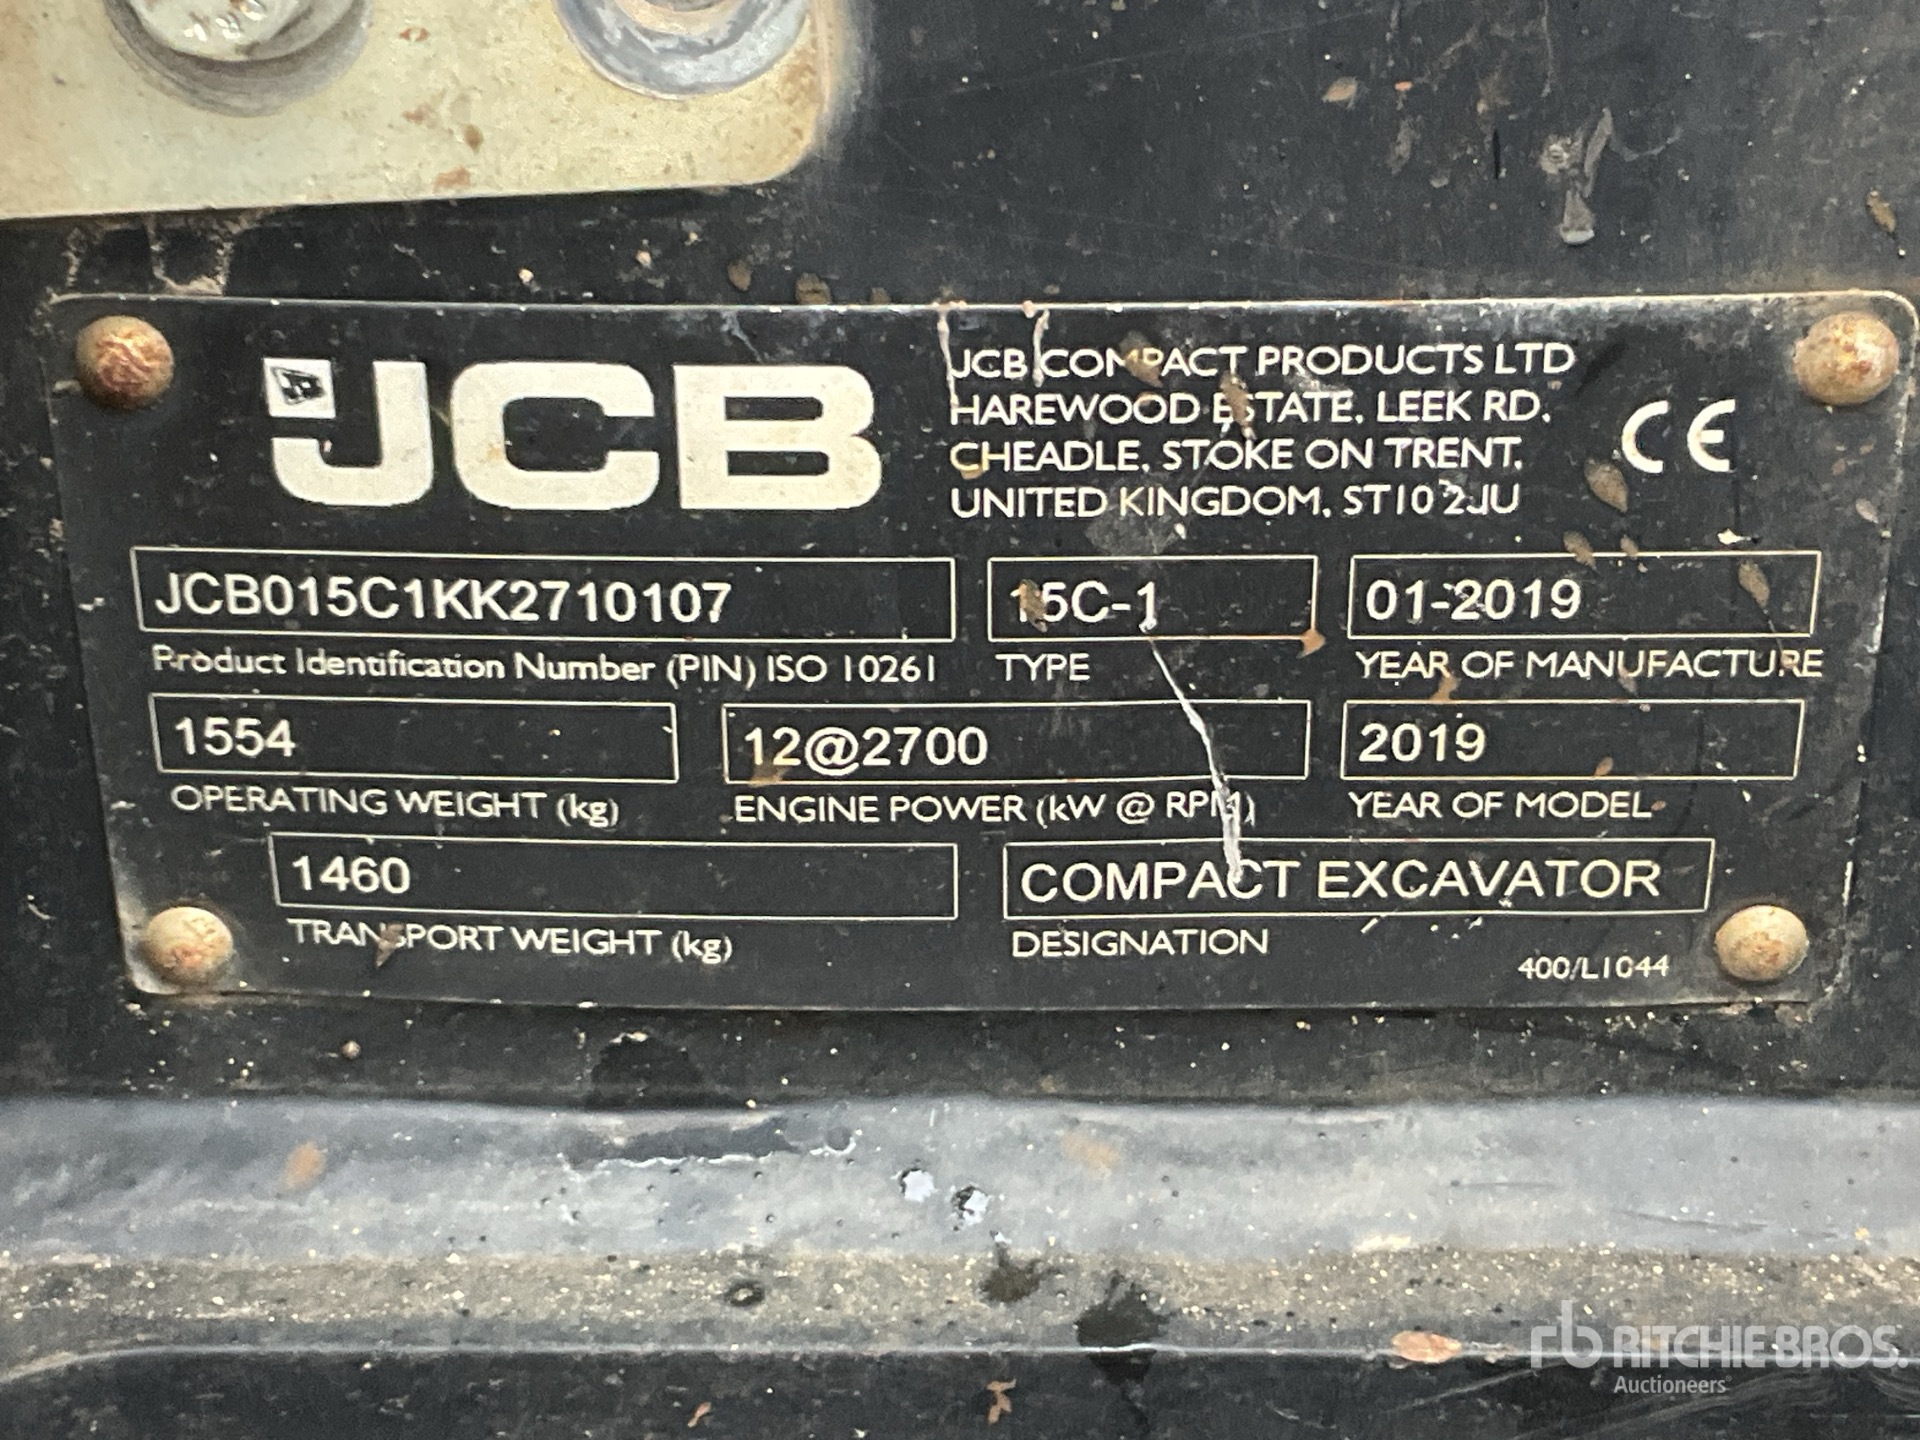 JCB
JCB COMPACT PRODUCTS LTD
HAREWOOD ESTATE, LEEK RD,
CHEADLE, STOKE ON TRENT,
UNITED KINGDOM, ST10 2JU
CE
JCB015C1KK2710107
Product Identification Number (PIN) ISO 10261
15C-1
TYPE
01-2019
YEAR OF MANUFACTURE
1554
OPERATING WEIGHT (kg)
12@2700
ENGINE POWER (kW @ RPM)
2019
YEAR OF MODEL
1460
TRANSPORT WEIGHT (kg)
COMPACT EXCAVATOR
DESIGNATION
400/L1044
rb RITCHIE BROS.
Auctioneers